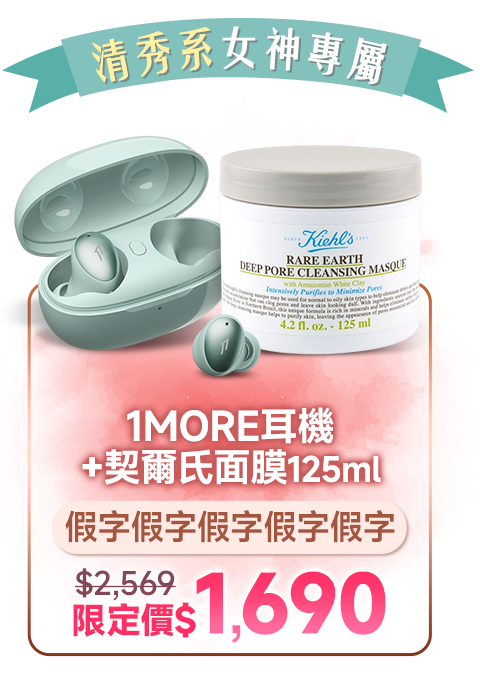 清秀系女神專屬
SINCE Kiehl's 1851
RARE EARTH
DEEP PORE CLEANSING MASQUE
with Amazonian White Clay
Intensively Purifies to Minimize Pores
4.2 fl. oz. - 125 ml
1MORE耳機
+契爾氏面膜125ml
假字假字假字假字假字
$2,569
限定價$1,690